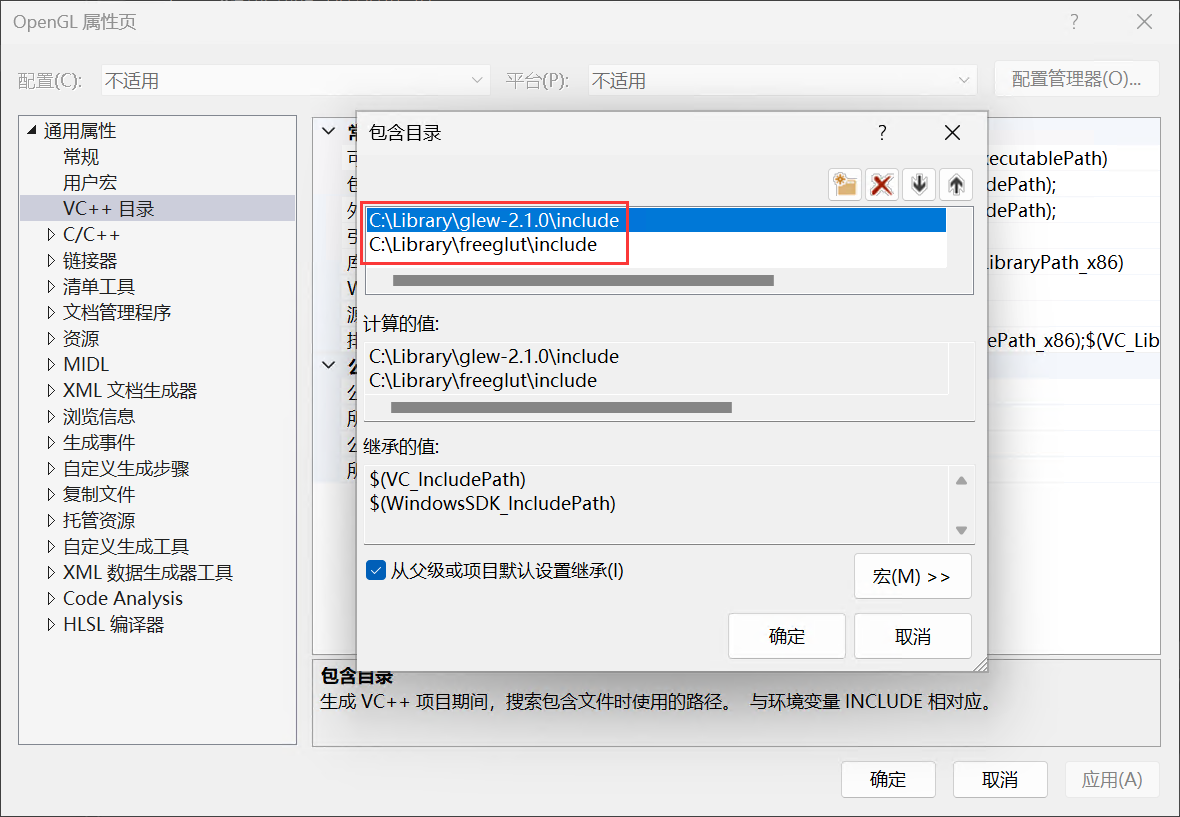 OpenGL 属性页
配置(C): 不适用 平台(P): 不适用 配置管理器(O)...
通用属性
常规
用户宏
VC++ 目录
C/C++
链接器
清单工具
文档管理程序
资源
MIDL
XML 文档生成器
浏览信息
生成事件
自定义生成步骤
复制文件
托管资源
自定义生成工具
XML 数据生成器工具
Code Analysis
HLSL 编译器
ecutablePath)
dePath);
dePath);
LibraryPath_x86)
ePath_x86);$(VC_Lib
包含目录
C:\Library\glew-2.1.0\include
C:\Library\freeglut\include
计算的值:
C:\Library\glew-2.1.0\include
C:\Library\freeglut\include
继承的值:
$(VC_IncludePath)
$(WindowsSDK_IncludePath)
从父级或项目默认设置继承(I)
宏(M) >>
确定 取消
包含目录
生成 VC++ 项目期间，搜索包含文件时使用的路径。 与环境变量 INCLUDE 相对应。
确定 取消 应用(A)